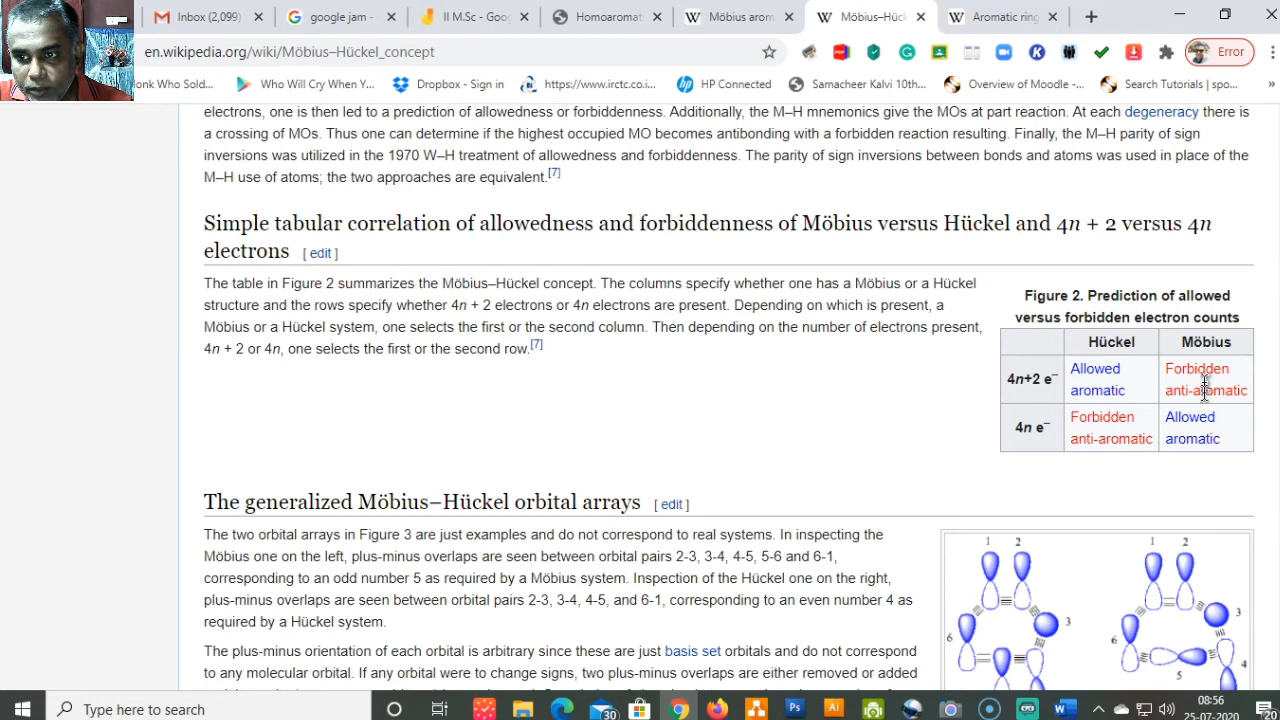 Inbox (2,099)
google jam -
II M.Sc - Goo
Homoaromat
Möbius arom
Möbius–Hück
Aromatic ring
en.wikipedia.org/wiki/Möbius–Hückel_concept
Error
onk Who Sold...
Who Will Cry When Y...
Dropbox - Sign in
https://www.irctc.co.i...
HP Connected
Samacheer Kalvi 10th...
Overview of Moodle -...
Search Tutorials | spo...
»
electrons, one is then led to a prediction of allowedness or forbiddenness. Additionally, the M–H mnemonics give the MOs at part reaction. At each degeneracy there is
a crossing of MOs. Thus one can determine if the highest occupied MO becomes antibonding with a forbidden reaction resulting. Finally, the M–H parity of sign
inversions was utilized in the 1970 W–H treatment of allowedness and forbiddenness. The parity of sign inversions between bonds and atoms was used in place of the
M–H use of atoms; the two approaches are equivalent.[7]
Simple tabular correlation of allowedness and forbiddenness of Möbius versus Hückel and 4n + 2 versus 4n
electrons [ edit ]
The table in Figure 2 summarizes the Möbius–Hückel concept. The columns specify whether one has a Möbius or a Hückel
structure and the rows specify whether 4n + 2 electrons or 4n electrons are present. Depending on which is present, a
Möbius or a Hückel system, one selects the first or the second column. Then depending on the number of electrons present,
4n + 2 or 4n, one selects the first or the second row.[7]
Figure 2. Prediction of allowed
versus forbidden electron counts
Hückel Möbius
4n+2 e−
Allowed
aromatic
Forbidden
anti-aromatic
4n e−
Forbidden
anti-aromatic
Allowed
aromatic
The generalized Möbius–Hückel orbital arrays [ edit ]
The two orbital arrays in Figure 3 are just examples and do not correspond to real systems. In inspecting the
Möbius one on the left, plus-minus overlaps are seen between orbital pairs 2-3, 3-4, 4-5, 5-6 and 6-1,
corresponding to an odd number 5 as required by a Möbius system. Inspection of the Hückel one on the right,
plus-minus overlaps are seen between orbital pairs 2-3, 3-4, 4-5, and 6-1, corresponding to an even number 4 as
required by a Hückel system.
The plus-minus orientation of each orbital is arbitrary since these are just basis set orbitals and do not correspond
to any molecular orbital. If any orbital were to change signs, two plus-minus overlaps are either removed or added
1 2
3
6
1 2
3
6
4
5
Type here to search
30
Ps
Ai
08:56
25-07-2020
20